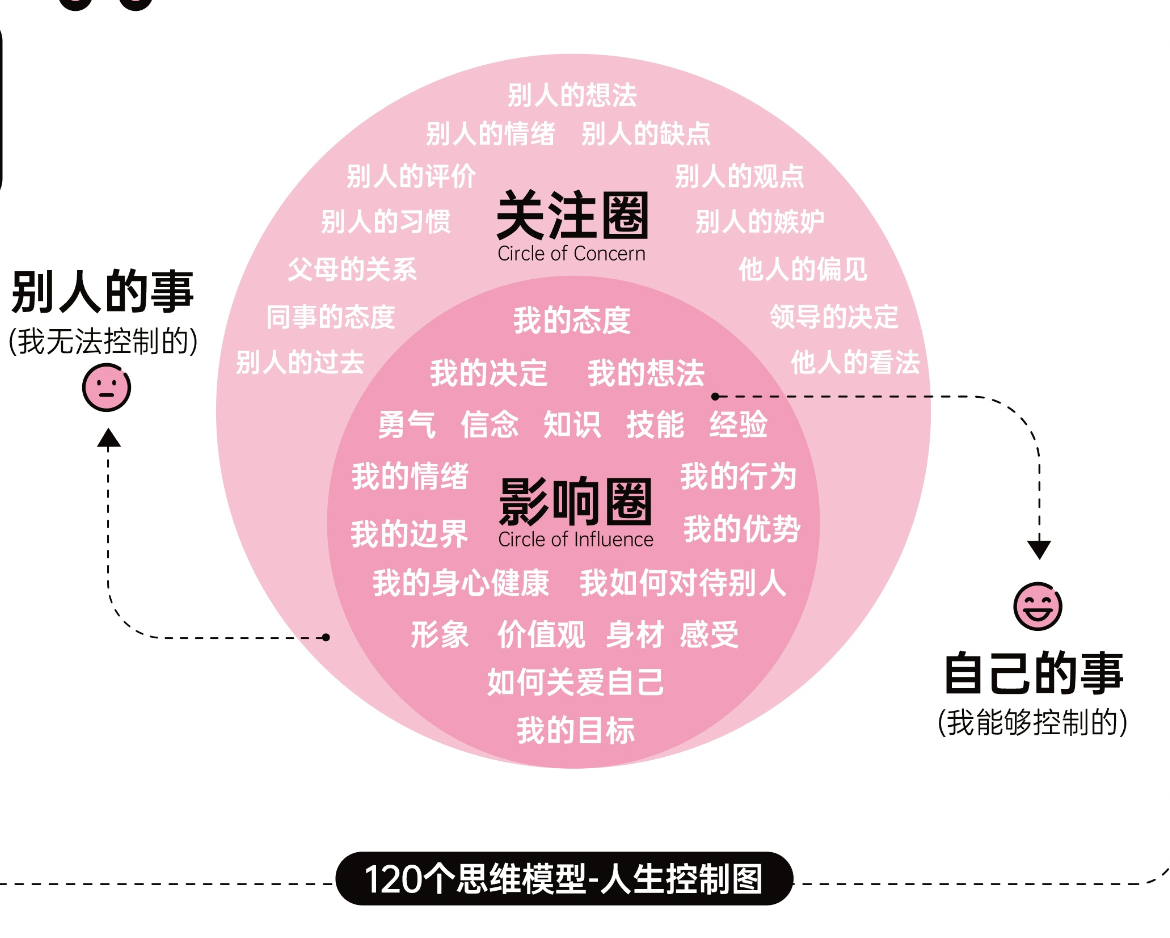 别人的想法
别人的情绪 别人的缺点
别人的评价 别人的观点
关注圈
别人的习惯 别人的嫉妒
Circle of Concern
父母的关系 他人的偏见
别人的事
(我无法控制的)
同事的态度 领导的决定
别人的过去 他人的看法
我的态度
我的决定 我的想法
勇气 信念 知识 技能 经验
我的情绪 我的行为
影响圈
Circle of Influence
我的边界 我的优势
我的身心健康 我如何对待别人
形象 价值观 身材 感受
如何关爱自己
我的目标
自己的事
(我能够控制的)
120个思维模型-人生控制图